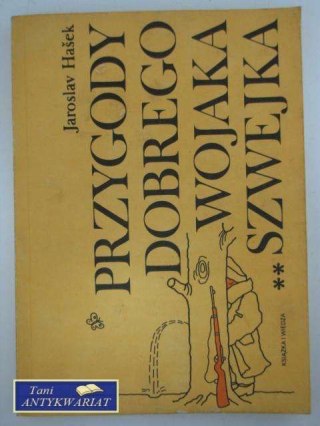 Jaroslav Hašek
PRZYGODY
DOBREGO
WOJAKA
SZWEJKA
**
KSIĄŻKA I WIEDZA
Tani
ANTYKWARIAT